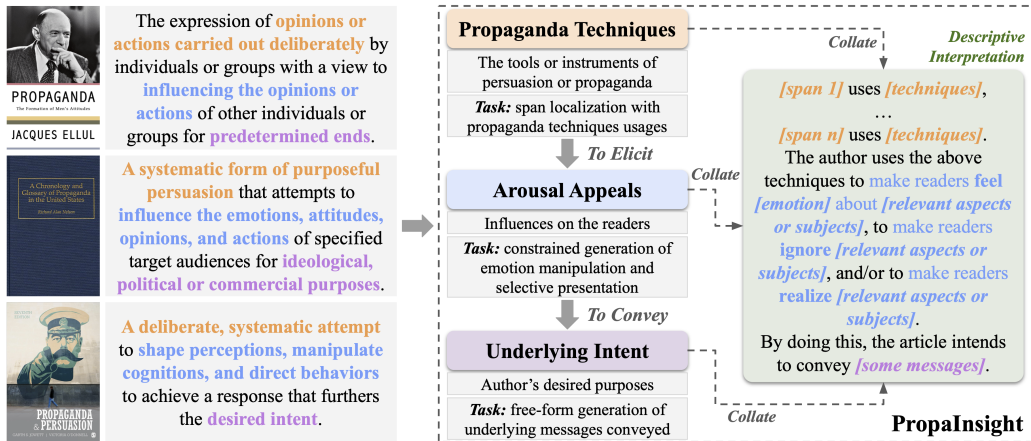 PROPAGANDA
The Formation of Men's Attitudes
JACQUES ELLUL
The expression of opinions or
actions carried out deliberately by
individuals or groups with a view to
influencing the opinions or
actions of other individuals or
groups for predetermined ends.
A Chronology and
Glossary of Propaganda
in the United States
Richard Alan Nelson
A systematic form of purposeful
persuasion that attempts to
influence the emotions, attitudes,
opinions, and actions of specified
target audiences for ideological,
political or commercial purposes.
PROPAGANDA
& PERSUASION
A deliberate, systematic attempt
to shape perceptions, manipulate
cognitions, and direct behaviors
to achieve a response that furthers
the desired intent.
Propaganda Techniques
The tools or instruments of
persuasion or propaganda
Task: span localization with
propaganda techniques usages
To Elicit
Arousal Appeals
Influences on the readers
Task: constrained generation of
emotion manipulation and
selective presentation
To Convey
Underlying Intent
Author's desired purposes
Task: free-form generation of
underlying messages conveyed
Collate
Collate
Collate
Descriptive
Interpretation
[span 1] uses [techniques],
…
[span n] uses [techniques].
The author uses the above
techniques to make readers feel
[emotion] about [relevant aspects
or subjects], to make readers
ignore [relevant aspects or
subjects], and/or to make readers
realize [relevant aspects or
subjects].
By doing this, the article intends
to convey [some messages].
PropaInsight